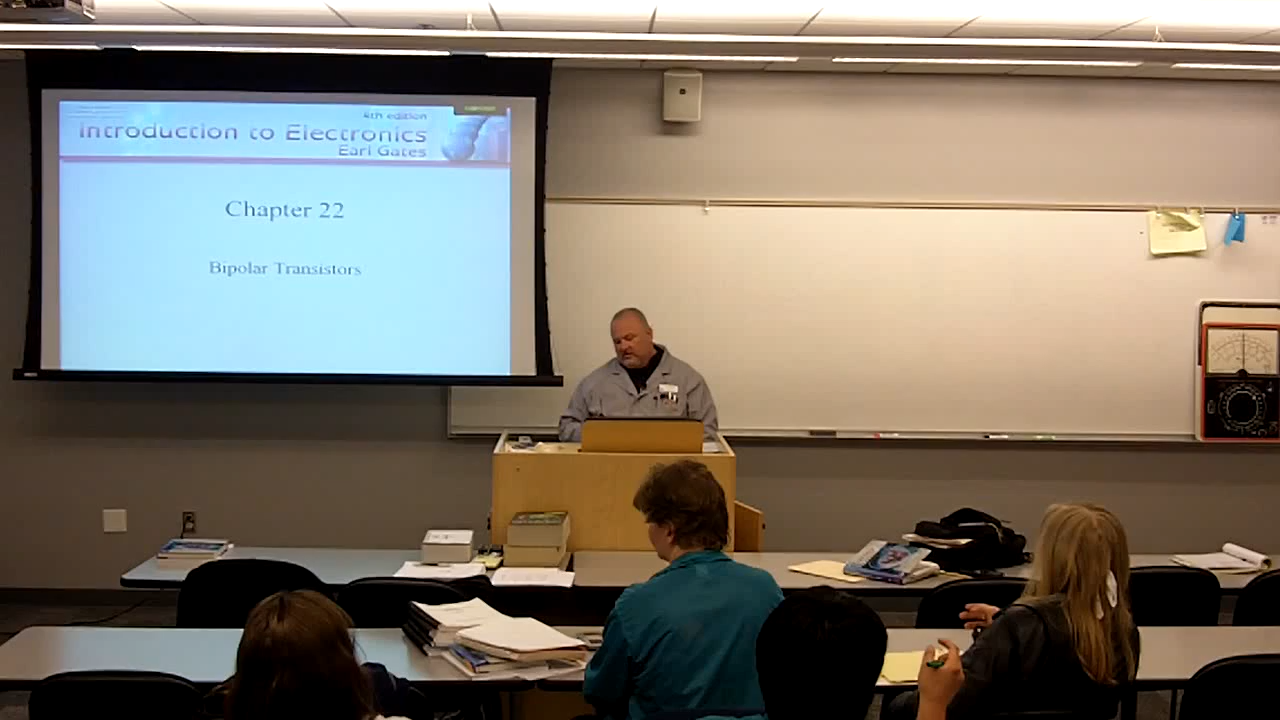 4th edition
Introduction to Electronics
Earl Gates
Chapter 22
Bipolar Transistors